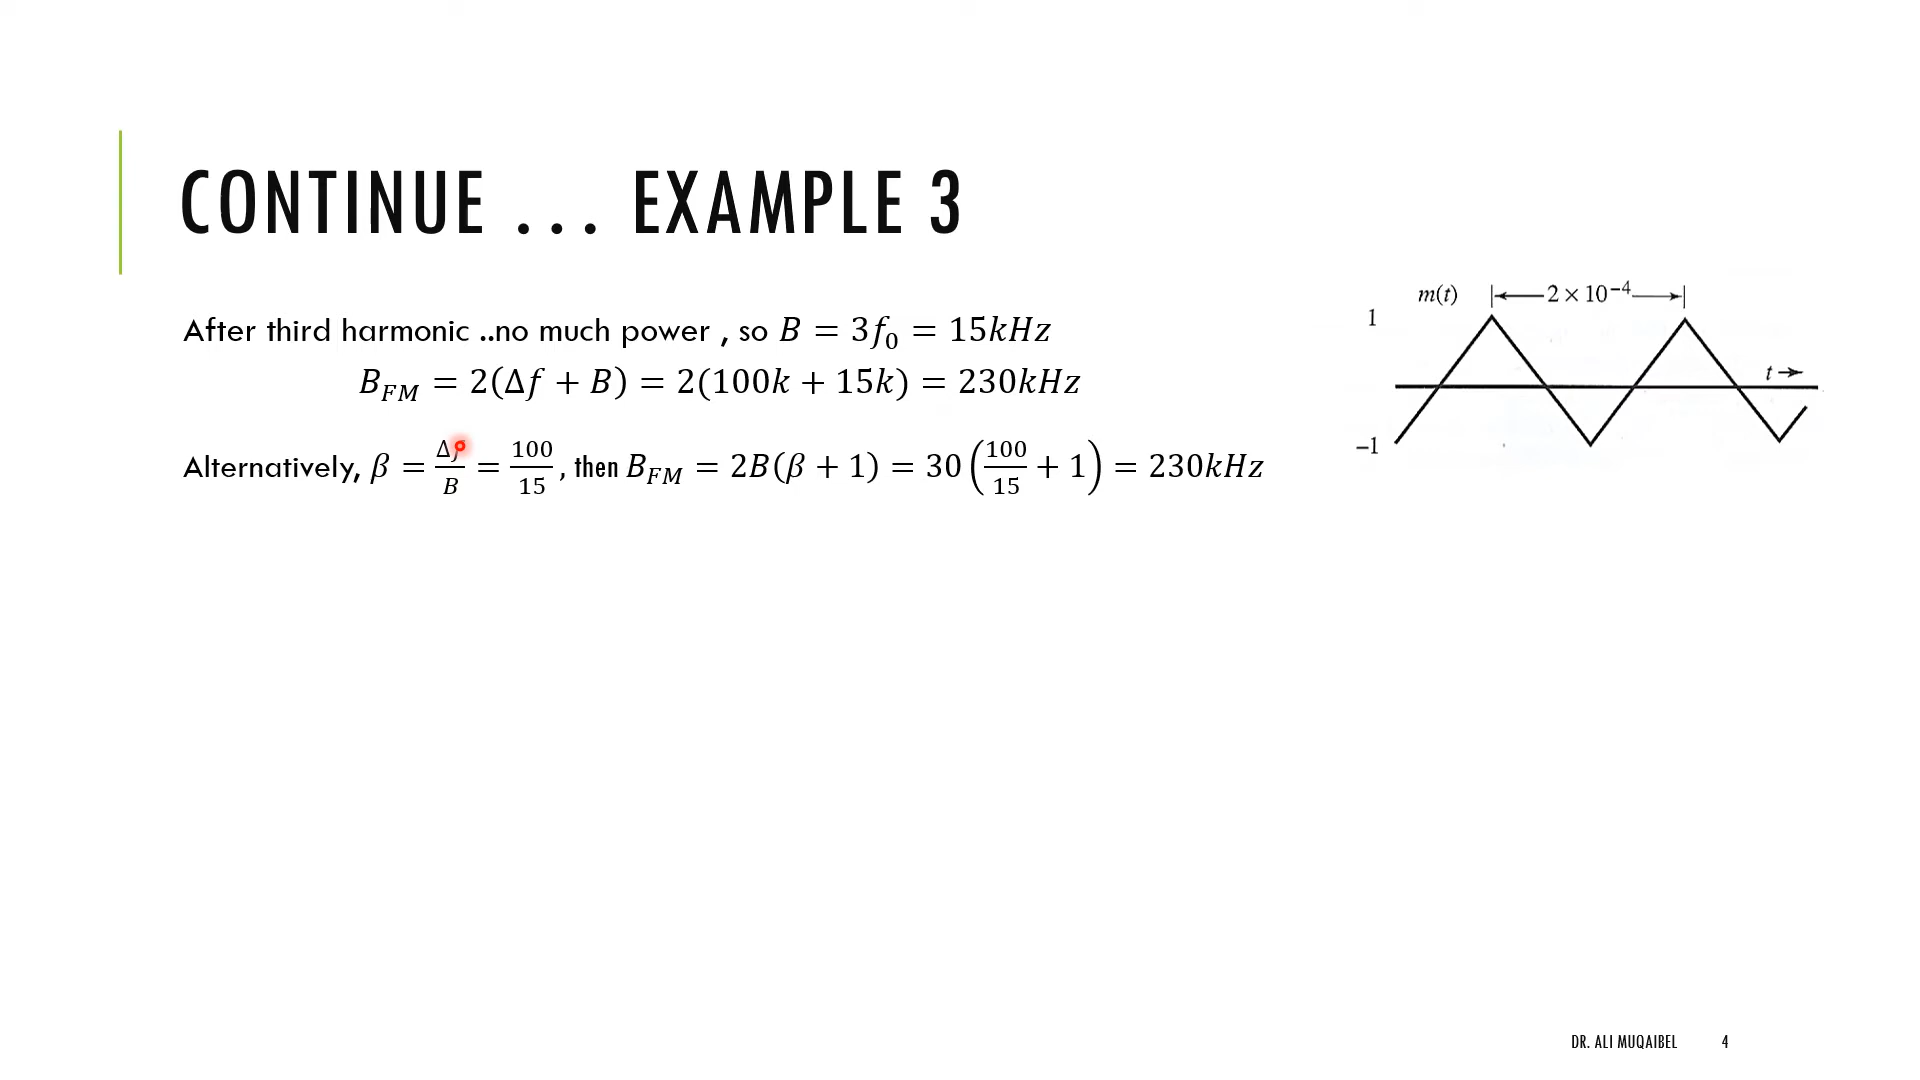 CONTINUE ... EXAMPLE 3
After third harmonic ..no much power , so B = 3f₀ = 15kHz
B_FM = 2(Δf + B) = 2(100k + 15k) = 230kHz
Alternatively, β = Δf/B = 100/15 , then B_FM = 2B(β + 1) = 30(100/15 + 1) = 230kHz
m(t) 2 × 10⁻⁴
1
t
−1
DR. ALI MUQAIBEL 4